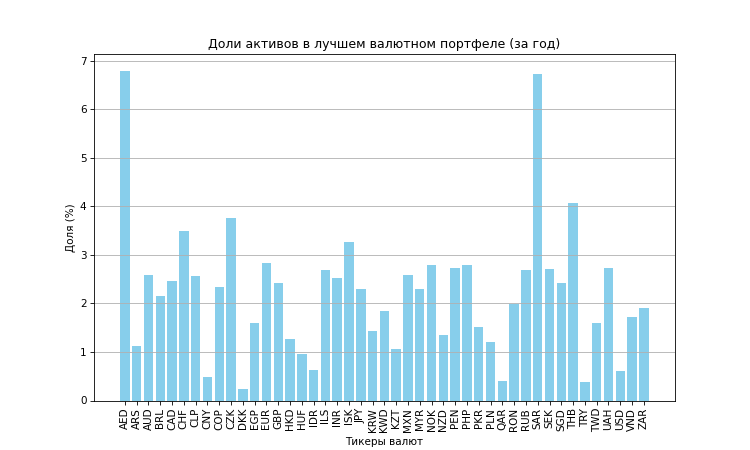 Доли активов в лучшем валютном портфеле (за год)
Доля (%)
7
6
5
4
3
2
1
0
AED ARS AUD BRL CAD CHF CLP CNY COP CZK DKK EGP EUR GBP HKD HUF IDR ILS INR ISK JPY KRW KWD KZT MXN MYR NOK NZD PEN PHP PKR PLN QAR RON RUB SAR SEK SGD THB TRY TWD UAH USD VND ZAR
Тикеры валют